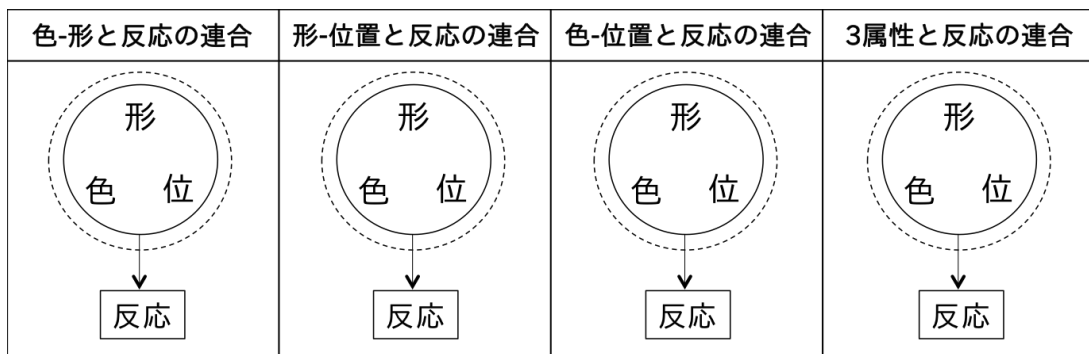 色-形と反応の連合 形-位置と反応の連合 色-位置と反応の連合 3属性と反応の連合
形 形 形 形
色 位 色 位 色 位 色 位
反応 反応 反応 反応